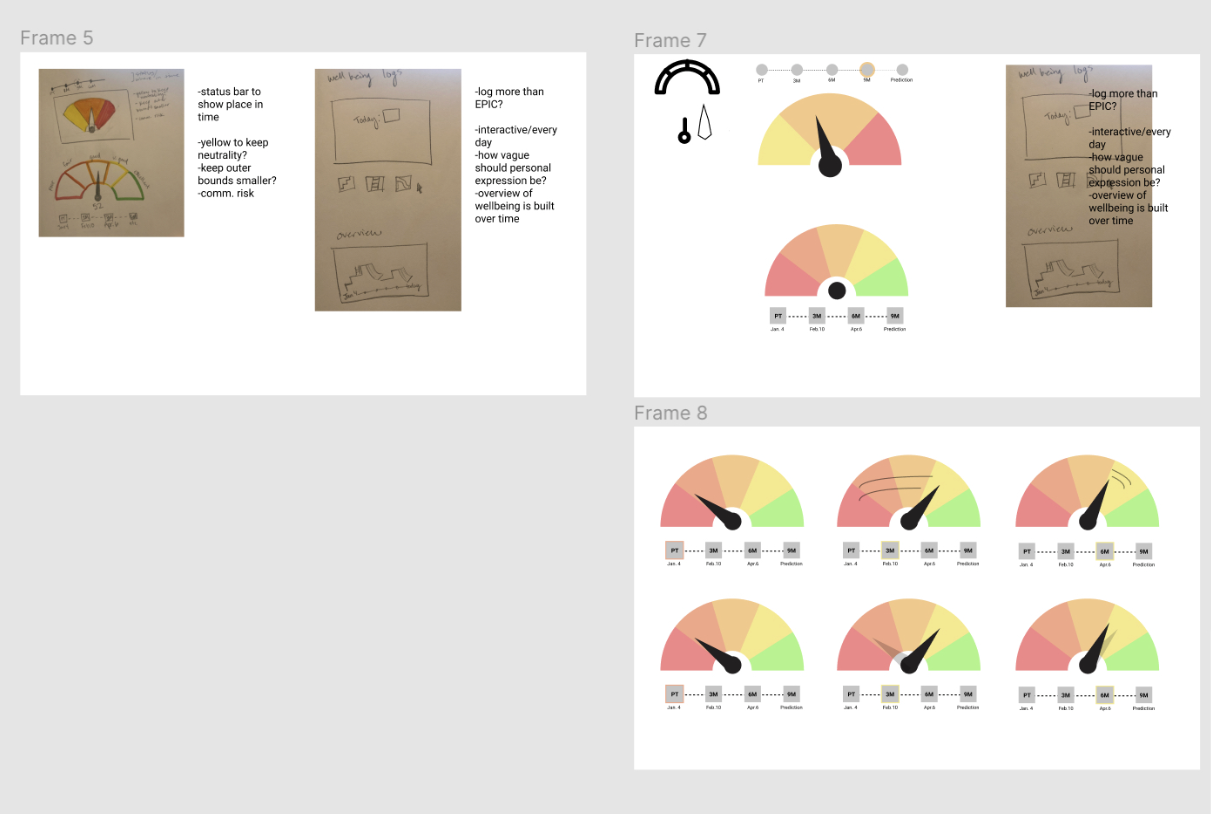 Frame 5
well being logs
Today:
overview
Today
poor
good
excellent
52
-status bar to
show place in
time
yellow to keep
neutrality?
-keep outer
bounds smaller?
-comm. risk
-log more than
EPIC?
-interactive/every
day
-how vague
should personal
expression be?
-overview of
wellbeing is built
over time
Frame 7
PT 3M 6M 9M Prediction
PT 3M 6M 9M
Jan. 4 Feb.10 Apr.6 Prediction
well being logs
Today:
overview
-log more than
EPIC?
-interactive/every
day
-how vague
should personal
expression be?
-overview of
wellbeing is built
over time
Frame 8
PT 3M 6M 9M
Jan. 4 Feb.10 Apr.6 Prediction
PT 3M 6M 9M
Jan. 4 Feb.10 Apr.6 Prediction
PT 3M 6M 9M
Jan. 4 Feb.10 Apr.6 Prediction
PT 3M 6M 9M
Jan. 4 Feb.10 Apr.6 Prediction
PT 3M 6M 9M
Jan. 4 Feb.10 Apr.6 Prediction
PT 3M 6M 9M
Jan. 4 Feb.10 Apr.6 Prediction